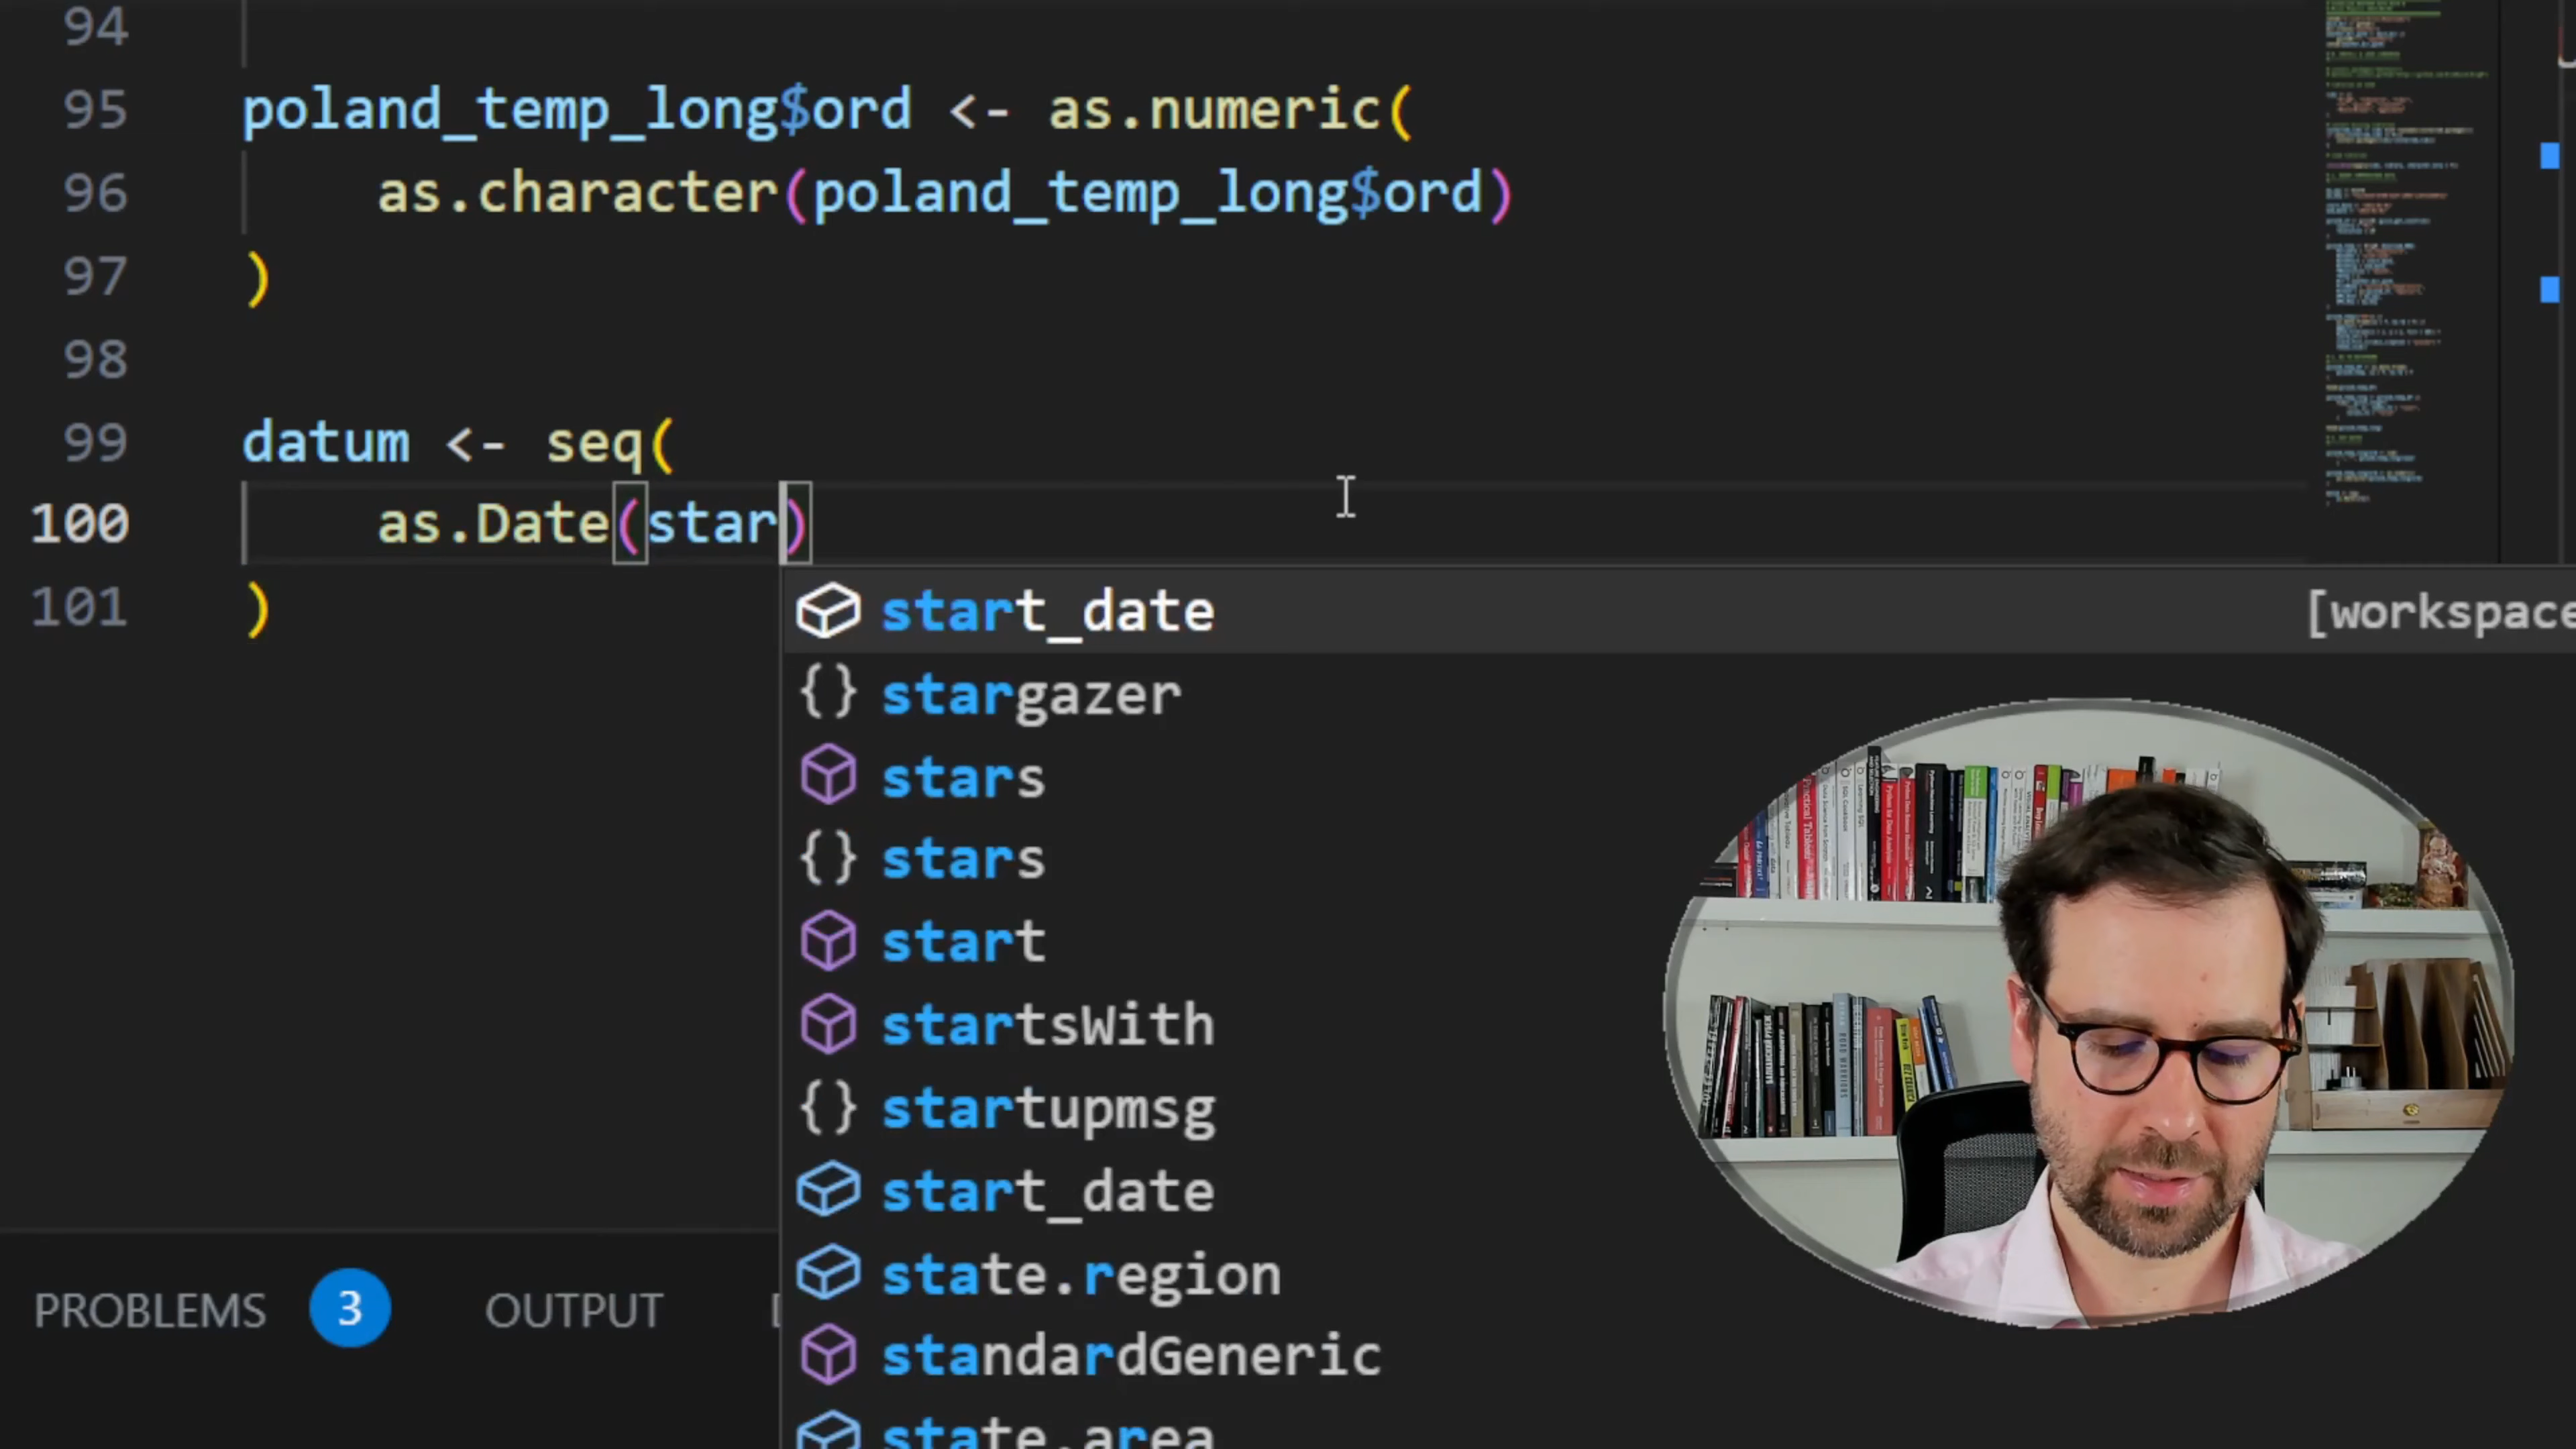 94
95 poland_temp_long$ord <- as.numeric(
96 as.character(poland_temp_long$ord)
97 )
98
99 datum <- seq(
100 as.Date(star)
101 )
start_date [workspace
{} stargazer
stars
{} stars
start
startsWith
{} startupmsg
start_date
state.region
standardGeneric
state.area
PROBLEMS 3 OUTPUT